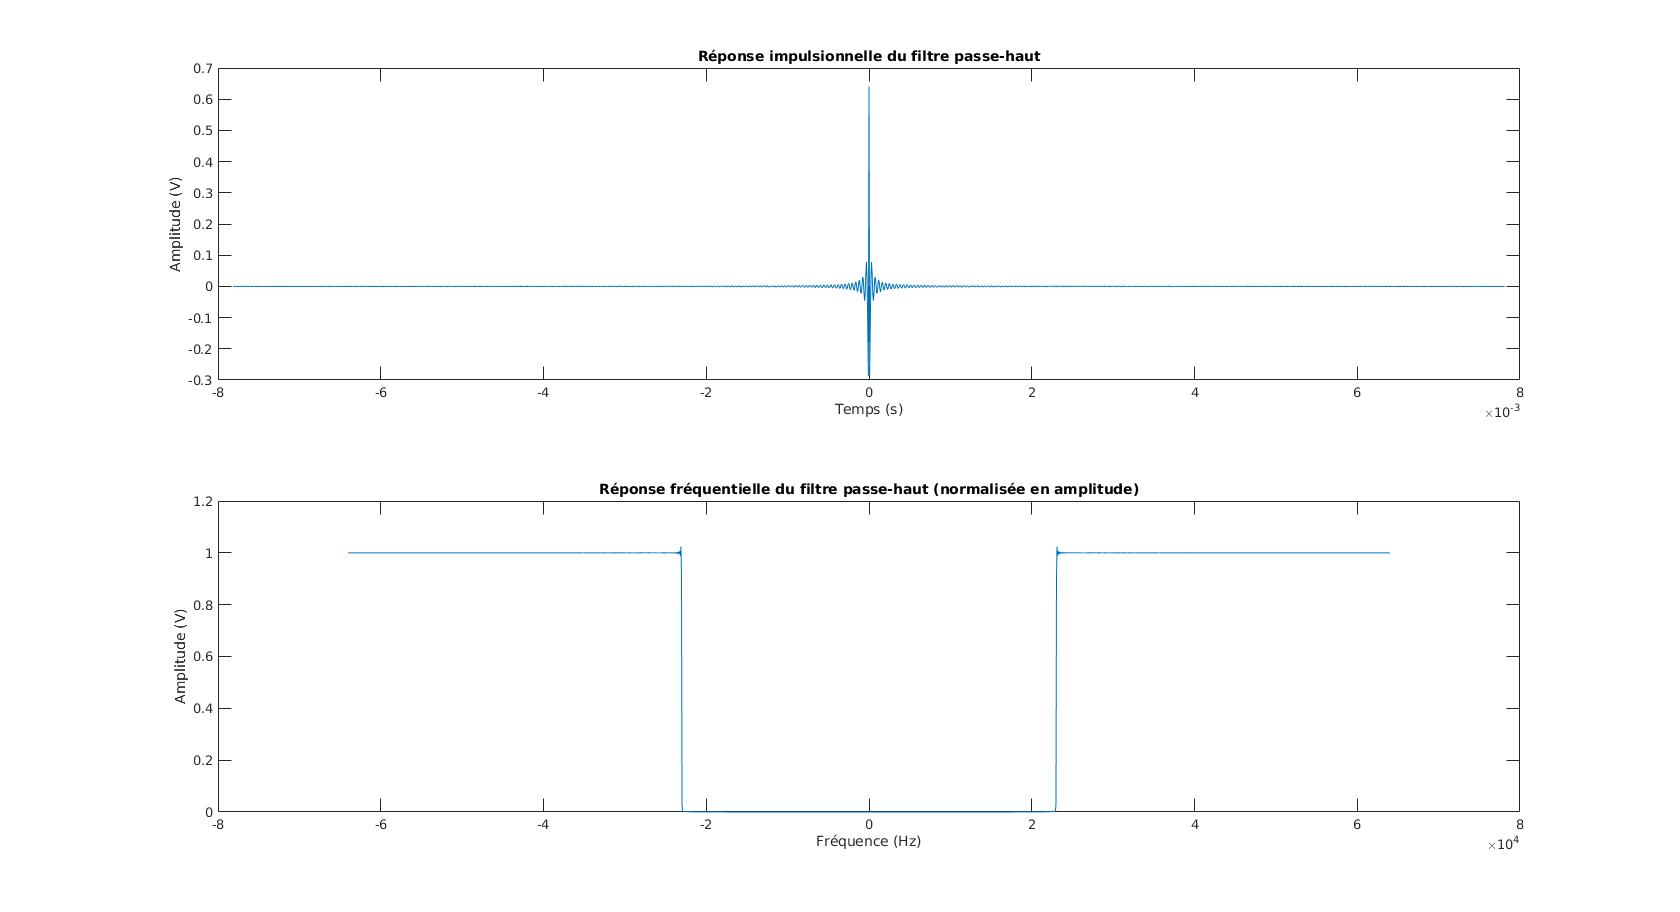 Réponse impulsionnelle du filtre passe-haut
0.7
0.6
0.5
0.4
0.3
0.2
0.1
0
-0.1
-0.2
-0.3
Amplitude (V)
-8 -6 -4 -2 0 2 4 6 8
Temps (s)
×10-3
Réponse fréquentielle du filtre passe-haut (normalisée en amplitude)
1.2
1
0.8
0.6
0.4
0.2
0
Amplitude (V)
-8 -6 -4 -2 0 2 4 6 8
Fréquence (Hz)
×104